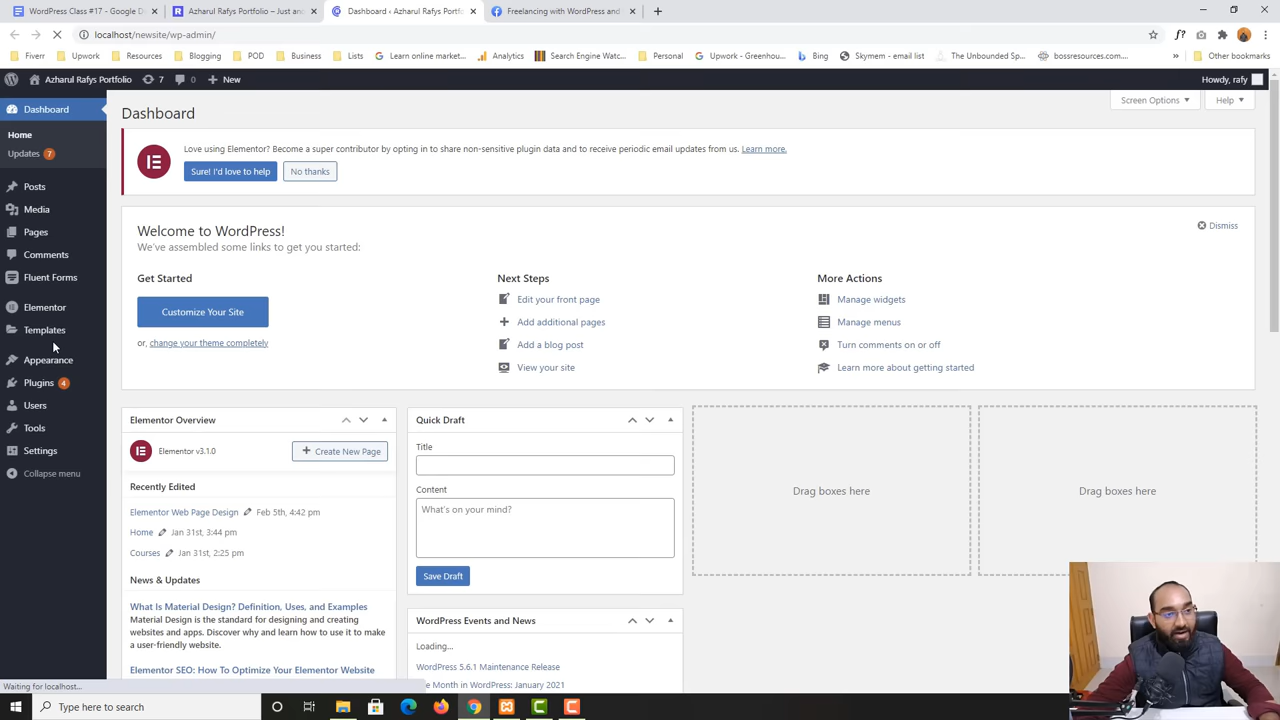 WordPress Class #17 - Google D
Azharul Rafys Portfolio – Just an
Dashboard ‹ Azharul Rafys Portfo
Freelancing with WordPress and
localhost/newsite/wp-admin/
Fiverr
Upwork
Resources
Blogging
POD
Business
Lists
Learn online market...
Analytics
Search Engine Watc...
Personal
Upwork - Greenhou...
Bing
Skymem - email list
The Unbounded Sp...
bossresources.com...
Other bookmarks
Azharul Rafys Portfolio
7
0
New
Howdy, rafy
Dashboard
Home
Updates 7
Posts
Media
Pages
Comments
Fluent Forms
Elementor
Templates
Appearance
Plugins 4
Users
Tools
Settings
Collapse menu
Dashboard
Screen Options
Help
Love using Elementor? Become a super contributor by opting in to share non-sensitive plugin data and to receive periodic email updates from us. Learn more.
Sure! I'd love to help
No thanks
Welcome to WordPress!
We've assembled some links to get you started:
Dismiss
Get Started
Customize Your Site
or, change your theme completely
Next Steps
Edit your front page
Add additional pages
Add a blog post
View your site
More Actions
Manage widgets
Manage menus
Turn comments on or off
Learn more about getting started
Elementor Overview
Elementor v3.1.0
Create New Page
Recently Edited
Elementor Web Page Design Feb 5th, 4:42 pm
Home Jan 31st, 3:44 pm
Courses Jan 31st, 2:25 pm
News & Updates
What Is Material Design? Definition, Uses, and Examples
Material Design is the standard for designing and creating
websites and apps. Discover why and learn how to use it to make
a user-friendly website.
Elementor SEO: How To Optimize Your Elementor Website
Quick Draft
Title
Content
What's on your mind?
Save Draft
WordPress Events and News
Loading...
WordPress 5.6.1 Maintenance Release
e Month in WordPress: January 2021
Drag boxes here
Drag boxes here
Waiting for localhost...
Type here to search